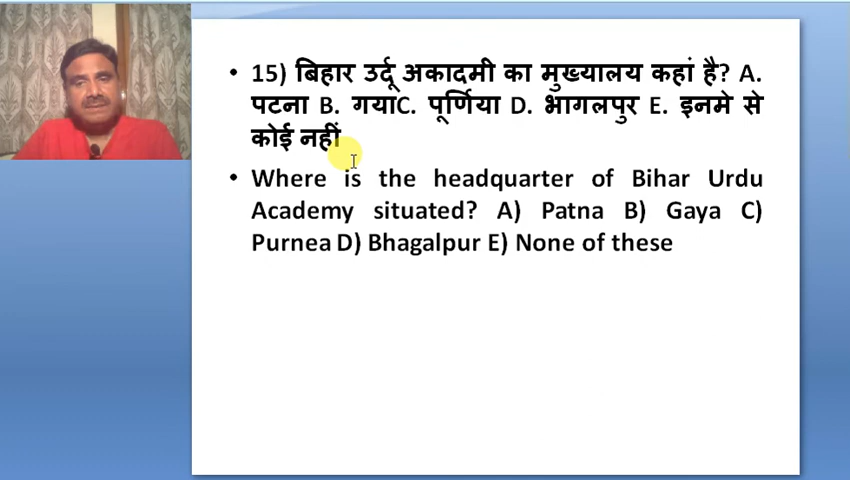 • 15) बिहार उर्दू अकादमी का मुख्यालय कहां है? A.
पटना B. गयाC. पूर्णिया D. भागलपुर E. इनमे से
कोई नहीं
• Where is the headquarter of Bihar Urdu
Academy situated? A) Patna B) Gaya C)
Purnea D) Bhagalpur E) None of these